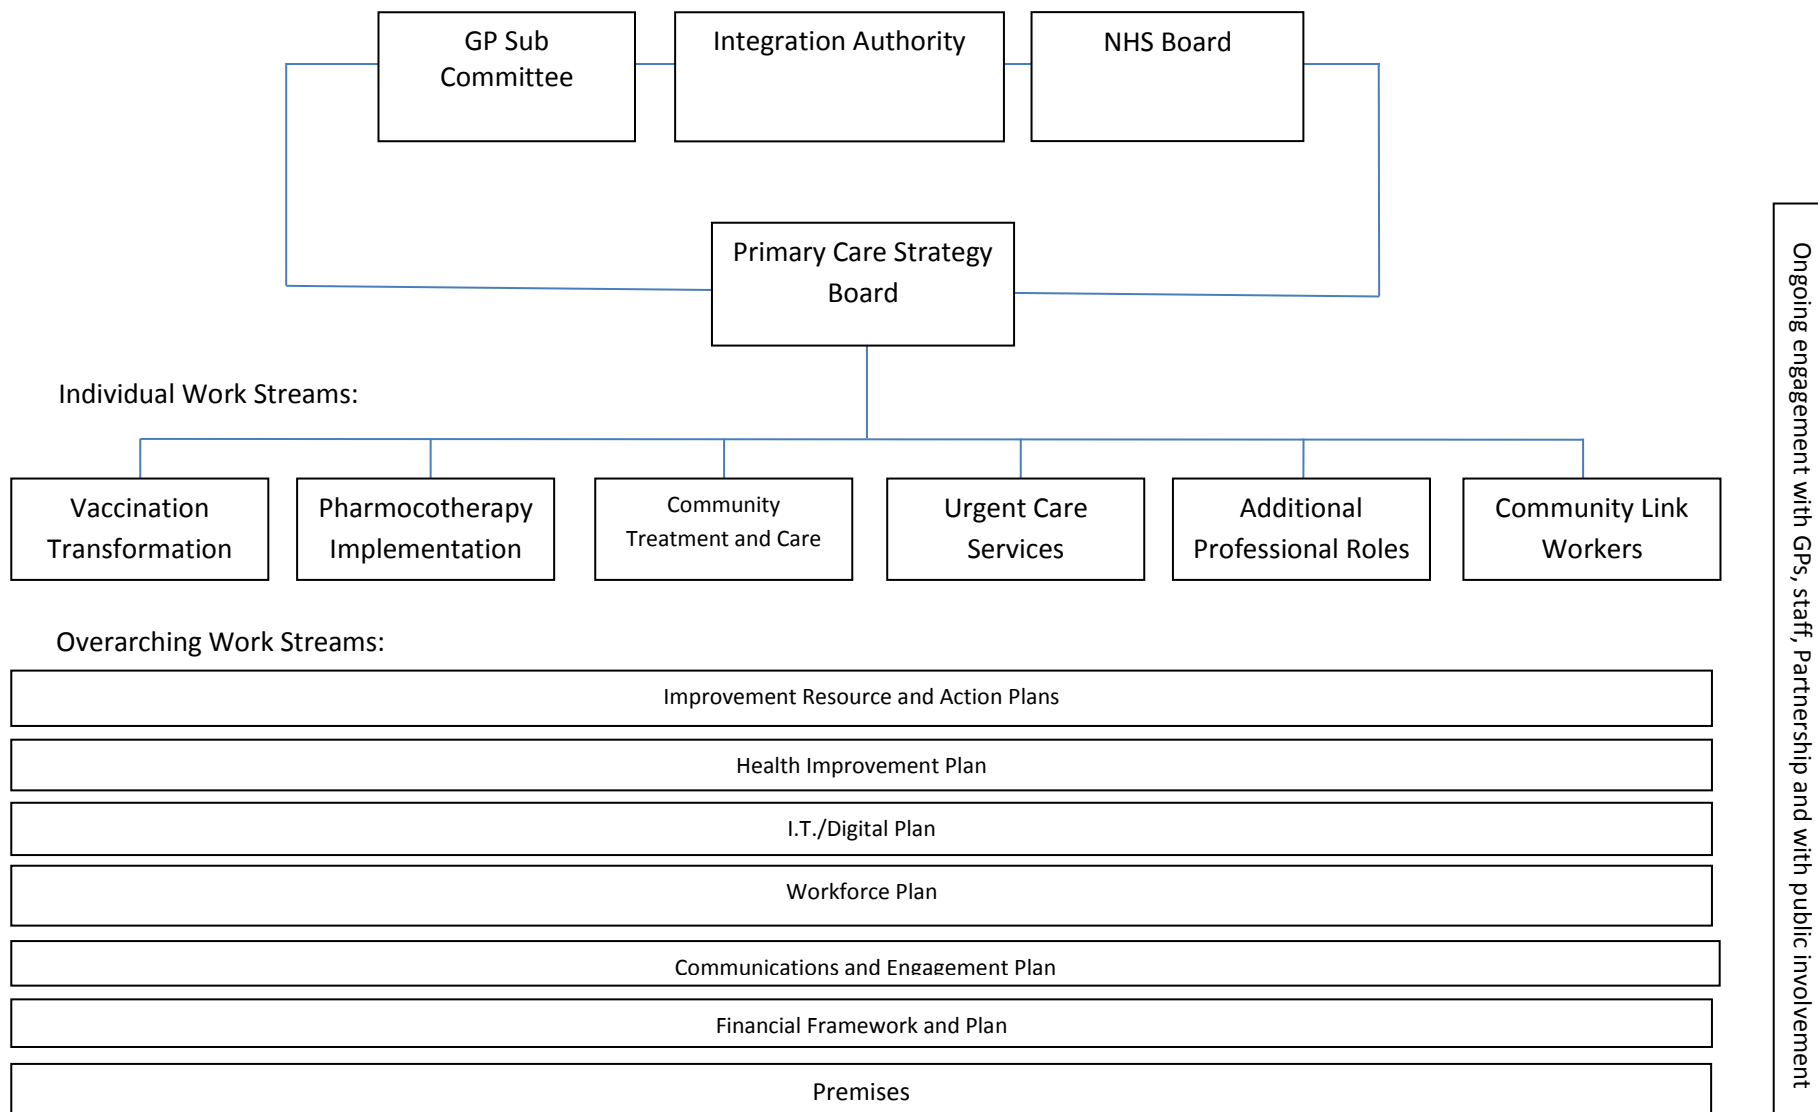 GP Sub
Committee
Integration Authority
NHS Board
Primary Care Strategy
Board
Individual Work Streams:
Vaccination
Transformation
Pharmocotherapy
Implementation
Community
Treatment and Care
Urgent Care
Services
Additional
Professional Roles
Community Link
Workers
Overarching Work Streams:
Improvement Resource and Action Plans
Health Improvement Plan
I.T./Digital Plan
Workforce Plan
Communications and Engagement Plan
Financial Framework and Plan
Premises
Ongoing engagement with GPs, staff, Partnership and with public involvement